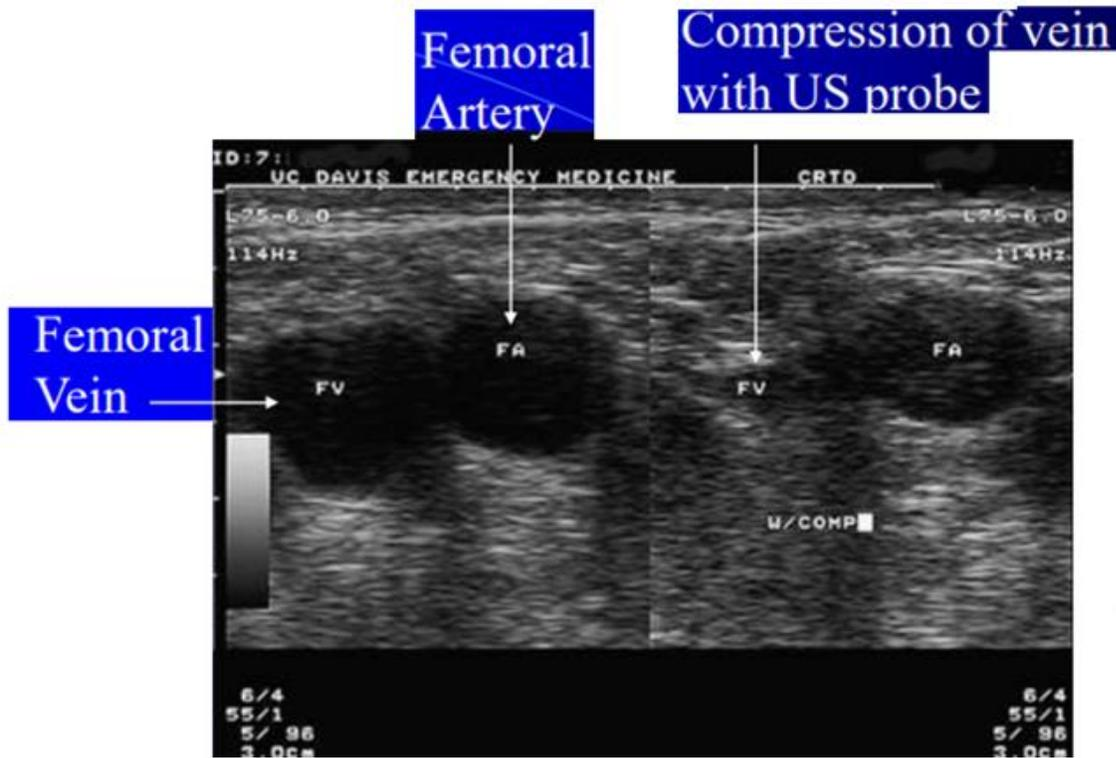 Femoral
Artery
Compression of vein
with US probe
ID:7:
UC DAVIS EMERGENCY MEDICINE CRTD
L75-6.0 L75-6.0
114Hz 114Hz
Femoral
Vein
FV FA FV FA
W/COMP
6/4 6/4
55/1 55/1
5/ 96 5/ 96
3.0cm 3.0cm